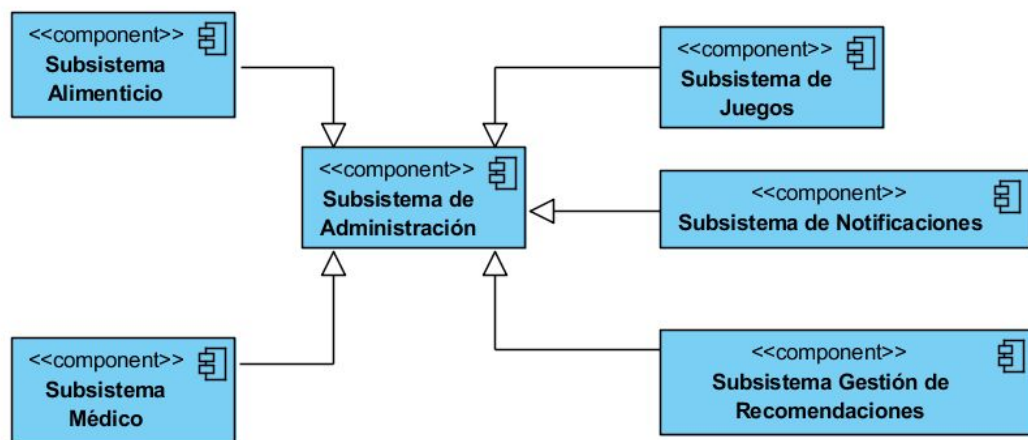 <<component>>
Subsistema
Alimenticio
<<component>>
Subsistema de
Juegos
<<component>>
Subsistema de
Administración
<<component>>
Subsistema de Notificaciones
<<component>>
Subsistema
Médico
<<component>>
Subsistema Gestión de
Recomendaciones